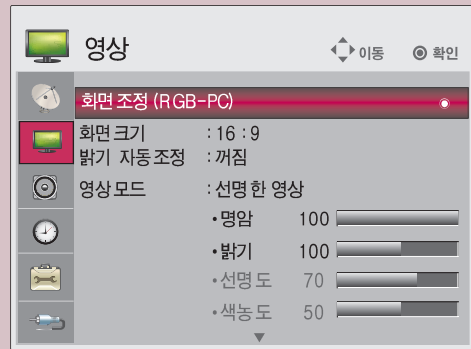 영상
이동 확인
화면 조정 (RGB-PC)
화면 크기 : 16 : 9
밝기 자동 조정 : 꺼짐
영상 모드 : 선명한 영상
•명암 100
•밝기 100
•선명도 70
•색농도 50